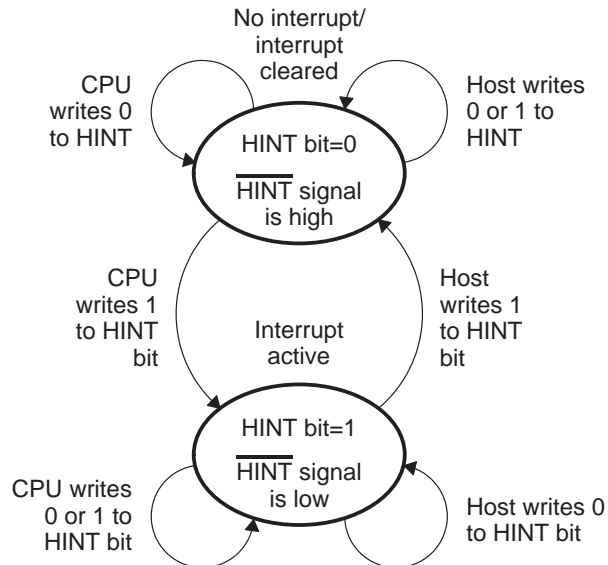 No interrupt/
interrupt
cleared
CPU
writes 0
to HINT
Host writes
0 or 1 to
HINT
HINT bit=0
HINT signal
is high
CPU
writes 1
to HINT
bit
Host
writes 1
to HINT
bit
Interrupt
active
HINT bit=1
HINT signal
is low
CPU writes
0 or 1 to
HINT bit
Host writes 0
to HINT bit